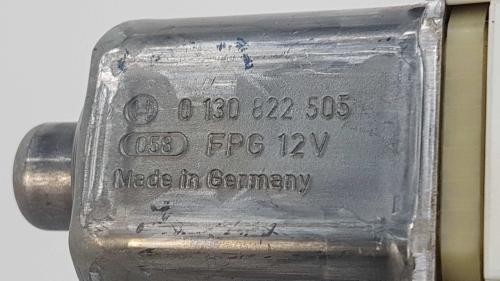 0 130 822 505
058 FPG 12V
Made in Germany